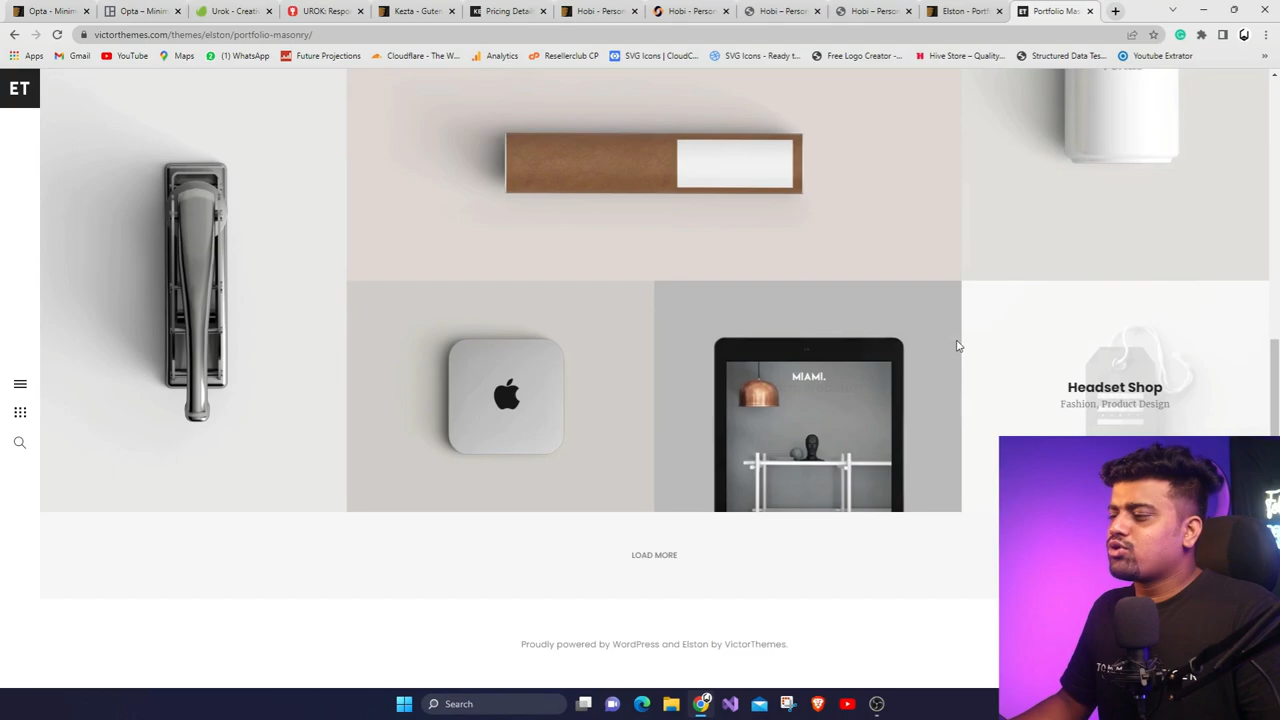 Opta - Minim
Opta - Minim
Urok - Creativ
UROK: Respo
Kezta - Guten
Pricing Detail
Hobi - Person
Hobi - Person
Hobi – Person
Hobi – Person
Elston - Portf
Portfolio Mas
victorthemes.com/themes/elston/portfolio-masonry/
Apps
Gmail
YouTube
Maps
(1) WhatsApp
Future Projections
Cloudflare - The W...
Analytics
Resellerclub CP
SVG Icons | CloudC...
SVG Icons - Ready t...
Free Logo Creator -...
Hive Store – Quality...
Structured Data Tes...
Youtube Extrator
»
ET
MIAMI.
Headset Shop
Fashion, Product Design
LOAD MORE
Proudly powered by WordPress and Elston by VictorThemes.
Search